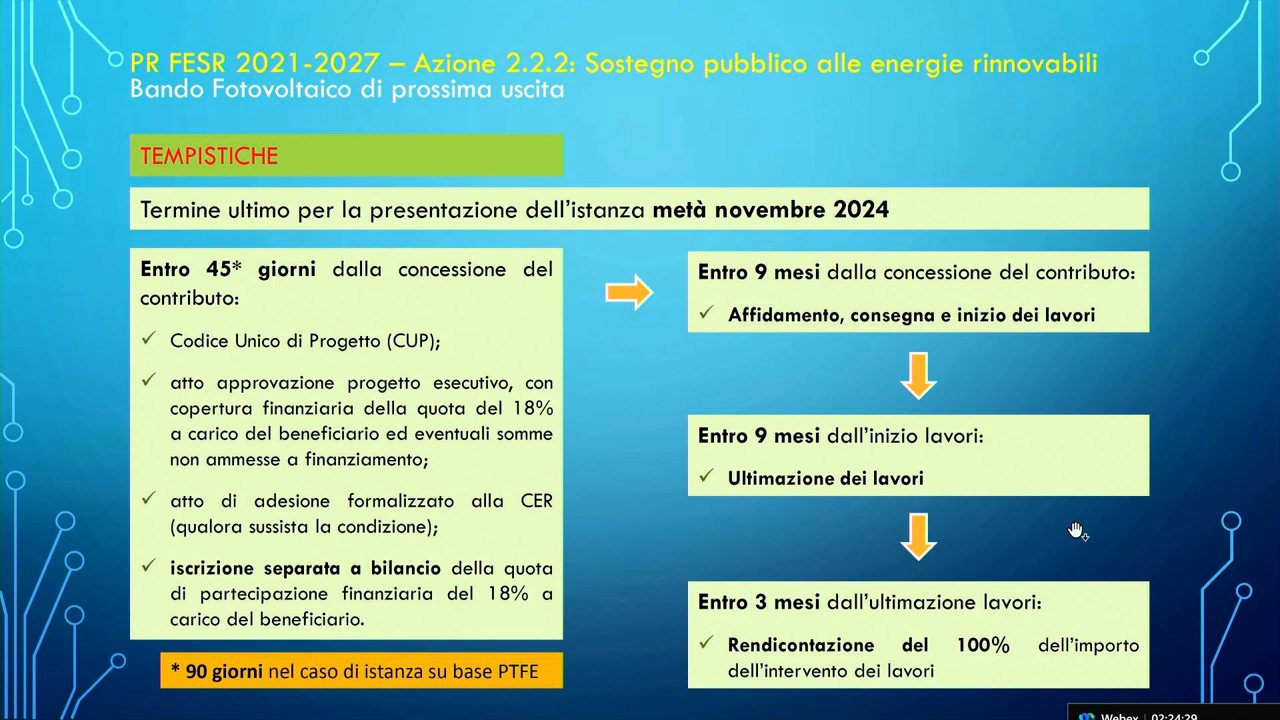 PR FESR 2021-2027 – Azione 2.2.2: Sostegno pubblico alle energie rinnovabili
Bando Fotovoltaico di prossima uscita
TEMPISTICHE
Termine ultimo per la presentazione dell'istanza metà novembre 2024
Entro 45* giorni dalla concessione del
contributo:
✓ Codice Unico di Progetto (CUP);
✓ atto approvazione progetto esecutivo, con
copertura finanziaria della quota del 18%
a carico del beneficiario ed eventuali somme
non ammesse a finanziamento;
✓ atto di adesione formalizzato alla CER
(qualora sussista la condizione);
✓ iscrizione separata a bilancio della quota
di partecipazione finanziaria del 18% a
carico del beneficiario.
* 90 giorni nel caso di istanza su base PTFE
Entro 9 mesi dalla concessione del contributo:
✓ Affidamento, consegna e inizio dei lavori
Entro 9 mesi dall'inizio lavori:
✓ Ultimazione dei lavori
Entro 3 mesi dall'ultimazione lavori:
✓ Rendicontazione del 100% dell'importo
dell'intervento dei lavori
Webex | 02:24:29